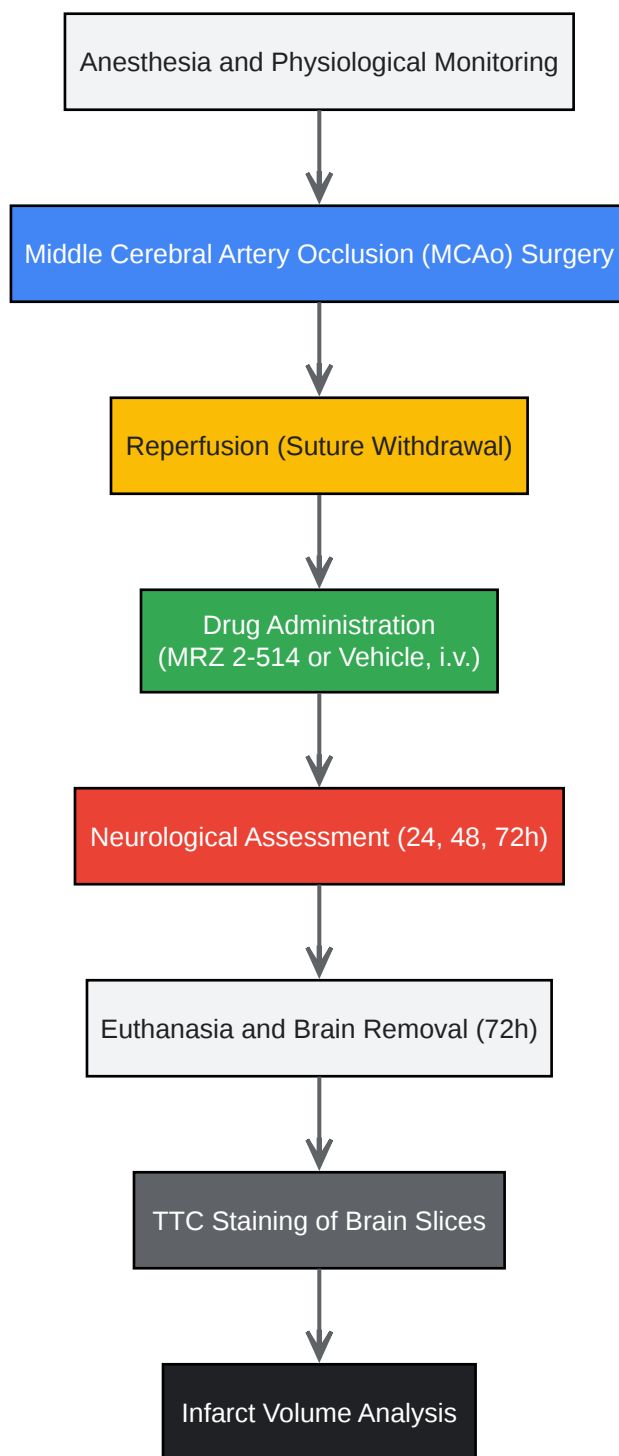 Anesthesia and Physiological Monitoring
Middle Cerebral Artery Occlusion (MCAo) Surgery
Reperfusion (Suture Withdrawal)
Drug Administration
(MRZ 2-514 or Vehicle, i.v.)
Neurological Assessment (24, 48, 72h)
Euthanasia and Brain Removal (72h)
TTC Staining of Brain Slices
Infarct Volume Analysis